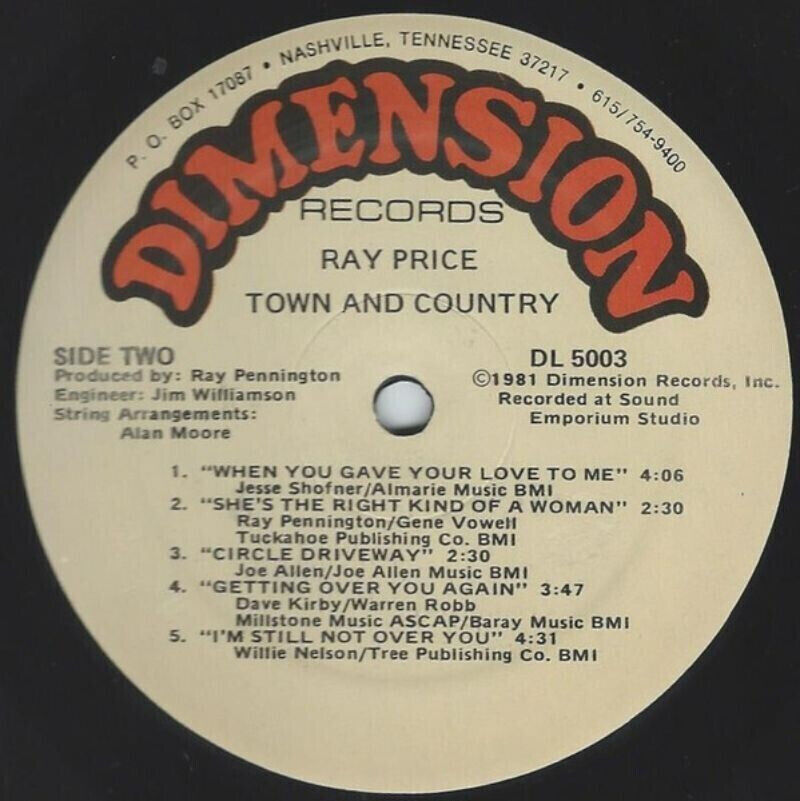 P. O. BOX 17087 • NASHVILLE, TENNESSEE 37217 • 615/754-9400
DIMENSION
RECORDS
RAY PRICE
TOWN AND COUNTRY
SIDE TWO
Produced by: Ray Pennington
Engineer: Jim Williamson
String Arrangements:
Alan Moore
DL 5003
©1981 Dimension Records, Inc.
Recorded at Sound
Emporium Studio
1. "WHEN YOU GAVE YOUR LOVE TO ME" 4:06
Jesse Shofner/Almarie Music BMI
2. "SHE'S THE RIGHT KIND OF A WOMAN" 2:30
Ray Pennington/Gene Vowell
Tuckahoe Publishing Co. BMI
3. "CIRCLE DRIVEWAY" 2:30
Joe Allen/Joe Allen Music BMI
4. "GETTING OVER YOU AGAIN" 3:47
Dave Kirby/Warren Robb
Millstone Music ASCAP/Baray Music BMI
5. "I'M STILL NOT OVER YOU" 4:31
Willie Nelson/Tree Publishing Co. BMI